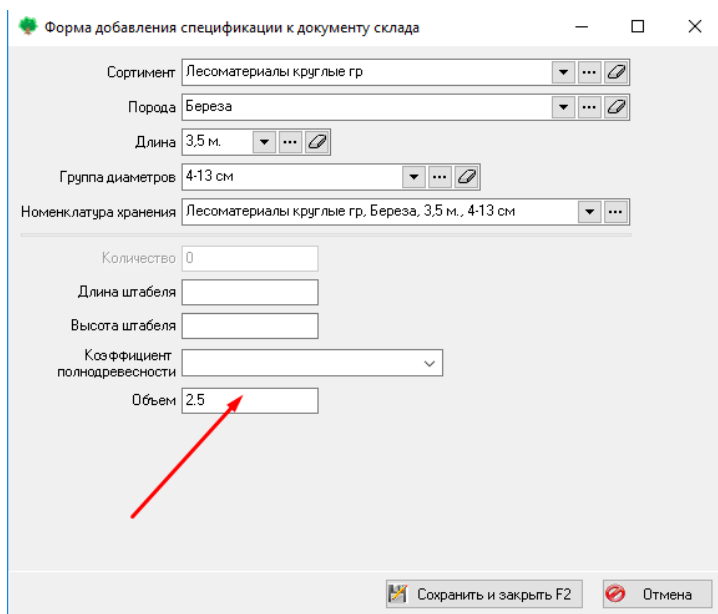 Форма добавления спецификации к документу склада
Сортимент Лесоматериалы круглые гр
Порода Береза
Длина 3,5 м.
Группа диаметров 4-13 см
Номенклатура хранения Лесоматериалы круглые гр, Береза, 3,5 м., 4-13 см
Количество 0
Длина штабеля
Высота штабеля
Коэффициент
полнодревесности
Объем 2.5
Сохранить и закрыть F2 Отмена